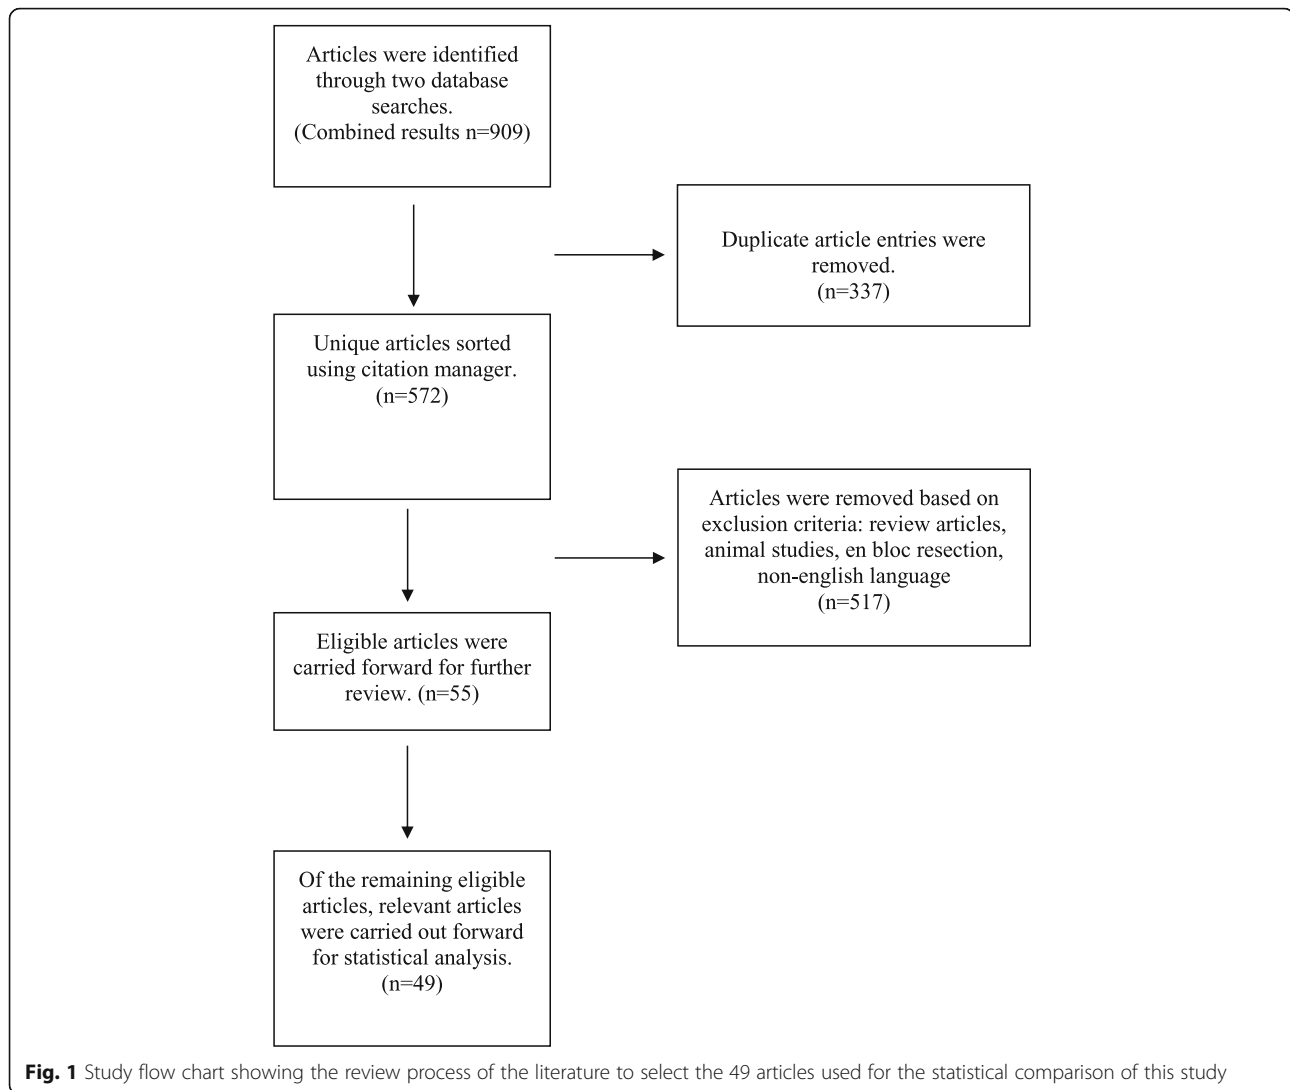 Articles were identified
through two database
searches.
(Combined results n=909)
Duplicate article entries were
removed.
(n=337)
Unique articles sorted
using citation manager.
(n=572)
Articles were removed based on
exclusion criteria: review articles,
animal studies, en bloc resection,
non-english language
(n=517)
Eligible articles were
carried forward for further
review. (n=55)
Of the remaining eligible
articles, relevant articles
were carried out forward
for statistical analysis.
(n=49)
Fig. 1 Study flow chart showing the review process of the literature to select the 49 articles used for the statistical comparison of this study